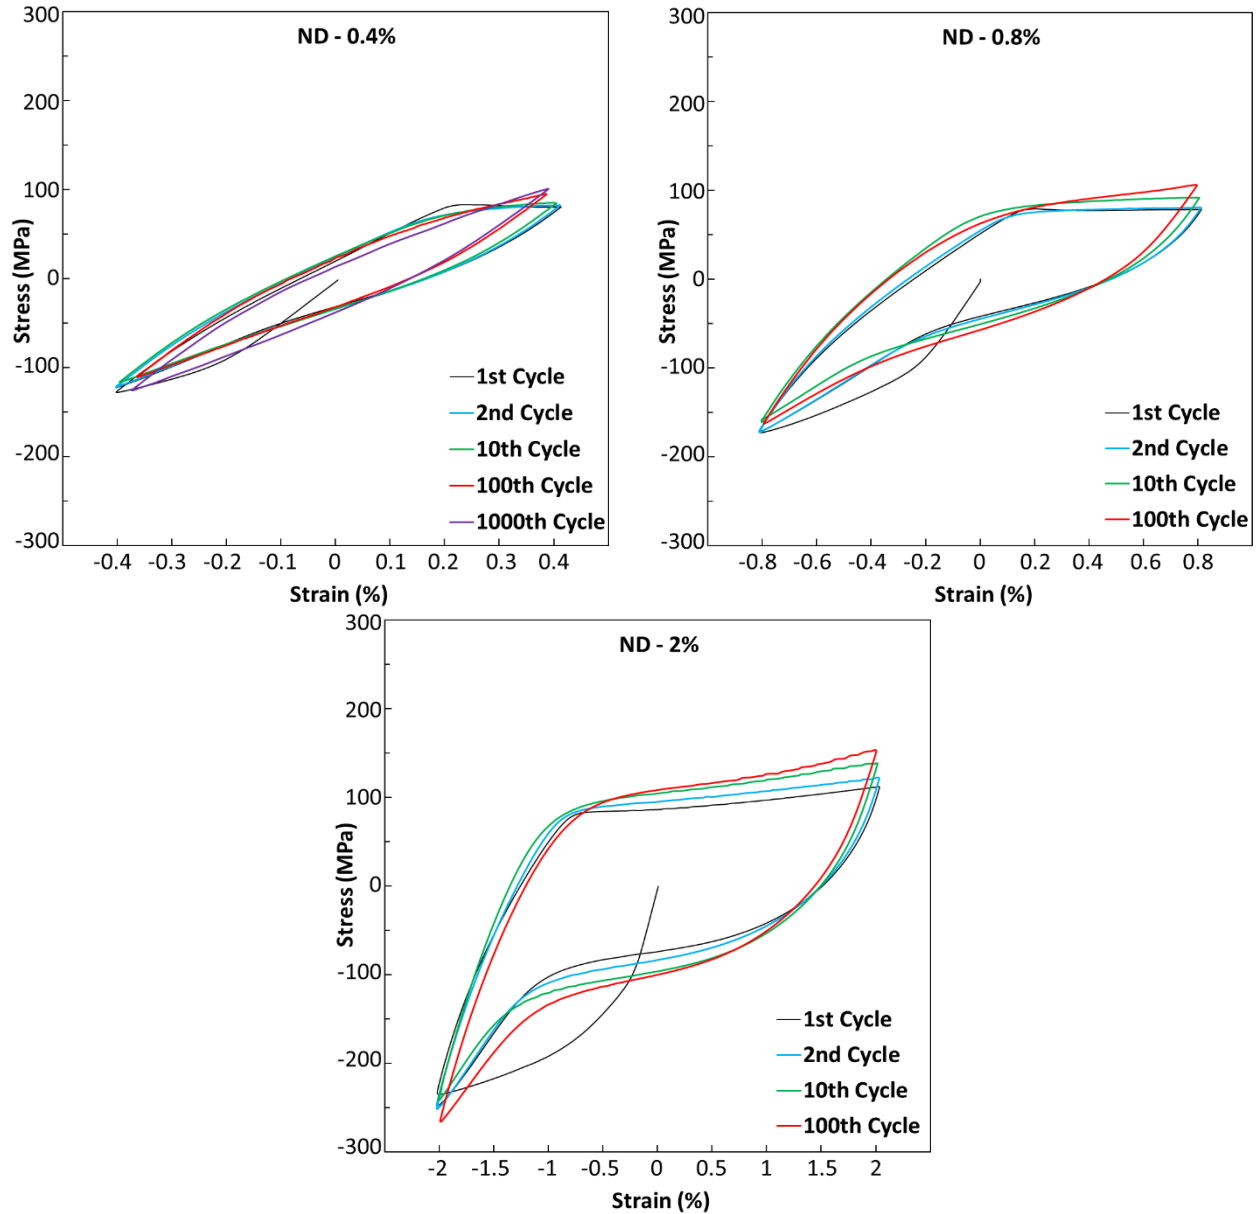 ND - 0.4%
Stress (MPa)
300
200
100
0
-100
-200
-300
1st Cycle
2nd Cycle
10th Cycle
100th Cycle
1000th Cycle
-0.4 -0.3 -0.2 -0.1 0 0.1 0.2 0.3 0.4
Strain (%)
ND - 0.8%
Stress (MPa)
300
200
100
0
-100
-200
-300
1st Cycle
2nd Cycle
10th Cycle
100th Cycle
-0.8 -0.6 -0.4 -0.2 0 0.2 0.4 0.6 0.8
Strain (%)
ND - 2%
Stress (MPa)
300
200
100
0
-100
-200
-300
1st Cycle
2nd Cycle
10th Cycle
100th Cycle
-2 -1.5 -1 -0.5 0 0.5 1 1.5 2
Strain (%)